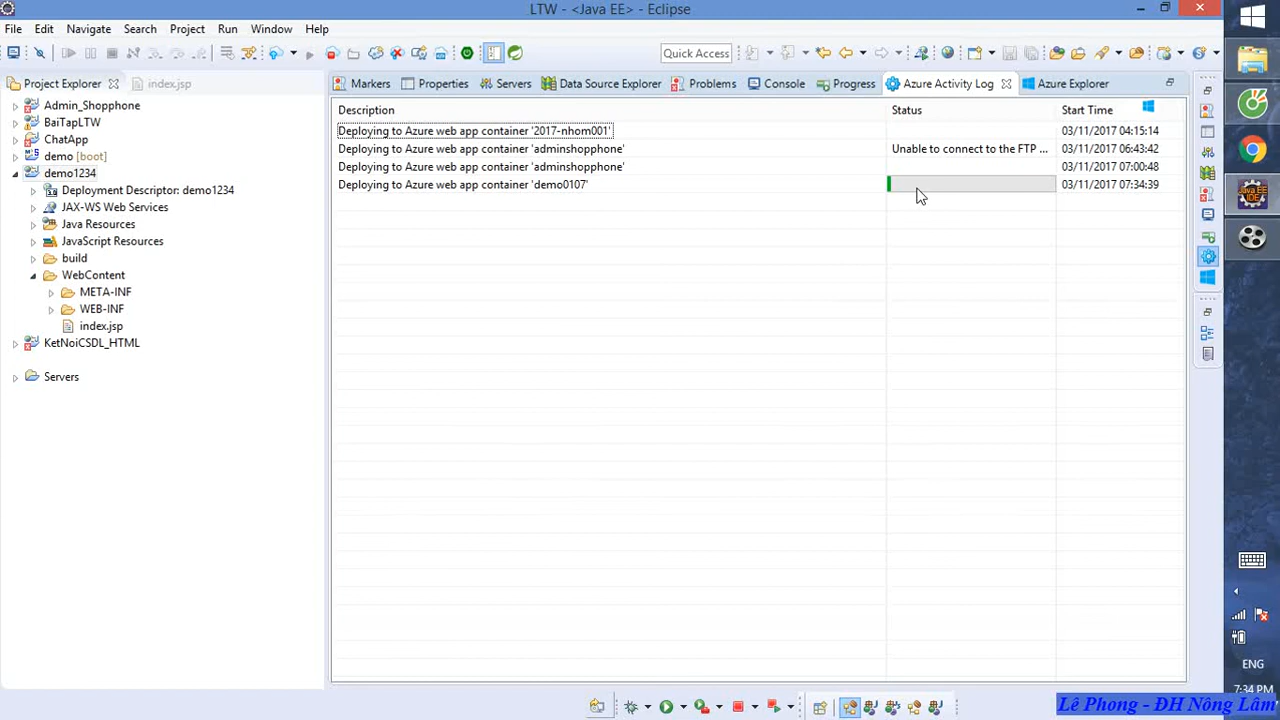 LTW - <Java EE> - Eclipse
File Edit Navigate Search Project Run Window Help
Quick Access
Project Explorer index.jsp
Markers Properties Servers Data Source Explorer Problems Console Progress Azure Activity Log Azure Explorer
Admin_Shopphone
BaiTapLTW
ChatApp
demo [boot]
demo1234
Deployment Descriptor: demo1234
JAX-WS Web Services
Java Resources
JavaScript Resources
build
WebContent
META-INF
WEB-INF
index.jsp
KetNoiCSDL_HTML
Servers
Description Status Start Time
Deploying to Azure web app container '2017-nhom001' 03/11/2017 04:15:14
Deploying to Azure web app container 'adminshopphone' Unable to connect to the FTP ... 03/11/2017 06:43:42
Deploying to Azure web app container 'adminshopphone' 03/11/2017 07:00:48
Deploying to Azure web app container 'demo0107' 03/11/2017 07:34:39
Java EE
IDE
ENG
7:34 PM
Lê Phong - ĐH Nông Lâm